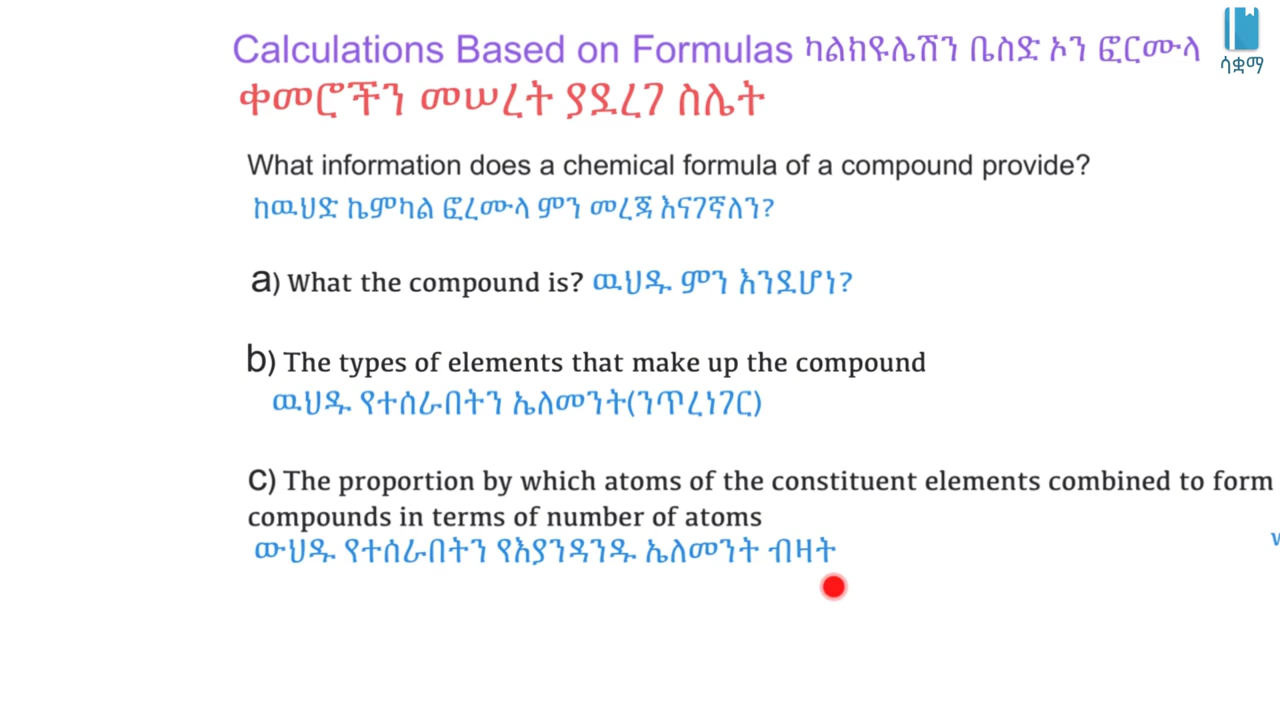 Calculations Based on Formulas ካልክዩሌሽን ቤስድ ኦን ፎርሙላ
ሳቋማ
ቀመሮችን መሠረት ያደረገ ስሌት
What information does a chemical formula of a compound provide?
ከዉህድ ኬምካል ፎረሙላ ምን መረጃ እናገኛለን?
a) What the compound is? ዉህዱ ምን እንደሆነ?
b) The types of elements that make up the compound
ዉህዱ የተሰራበትን ኤለመንት(ንጥረነገር)
C) The proportion by which atoms of the constituent elements combined to form
compounds in terms of number of atoms
ውህዱ የተሰራበትን የእያንዳንዱ ኤለመንት ብዛት